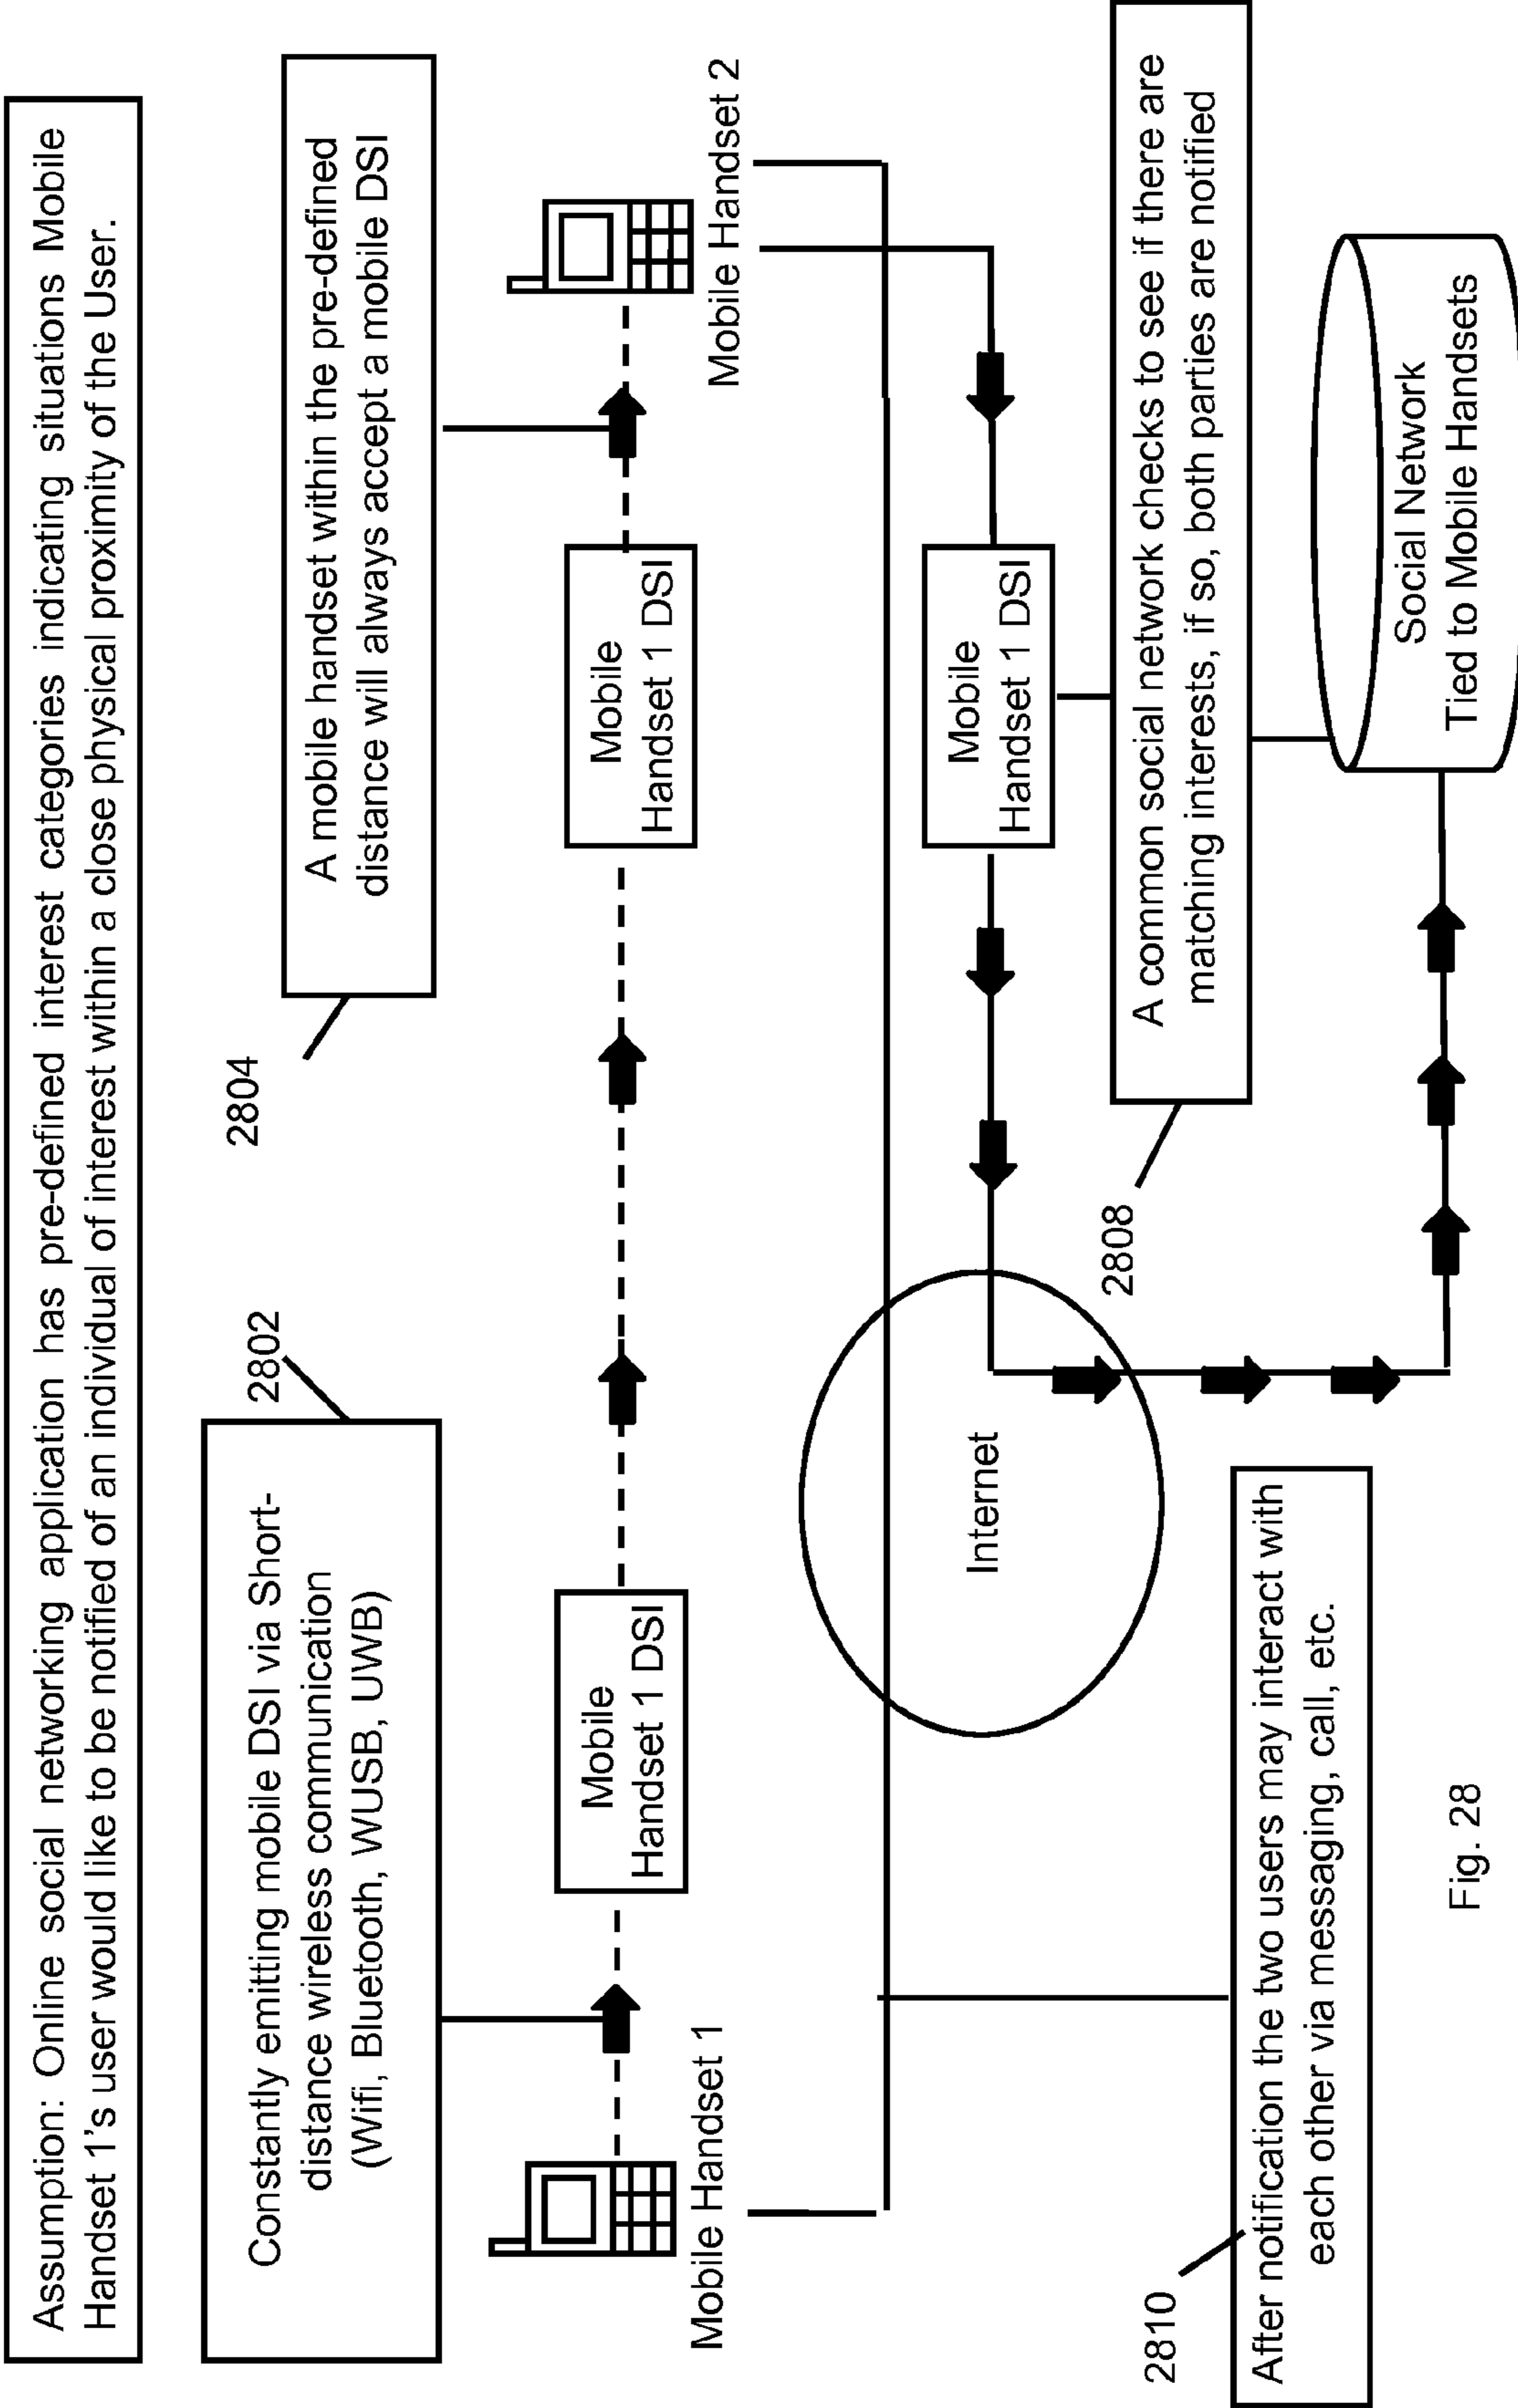 Assumption: Online social networking application has pre-defined interest categories indicating situations Mobile
Handset 1's user would like to be notified of an individual of interest within a close physical proximity of the User.
2802
Constantly emitting mobile DSI via Short-
distance wireless communication
(Wifi, Bluetooth, WUSB, UWB)
2804
A mobile handset within the pre-defined
distance will always accept a mobile DSI
Mobile Handset 1
Mobile
Handset 1 DSI
Mobile
Handset 1 DSI
Mobile Handset 2
Internet
Mobile
Handset 1 DSI
2808
A common social network checks to see if there are
matching interests, if so, both parties are notified
2810
After notification the two users may interact with
each other via messaging, call, etc.
Social Network
Tied to Mobile Handsets
Fig. 28